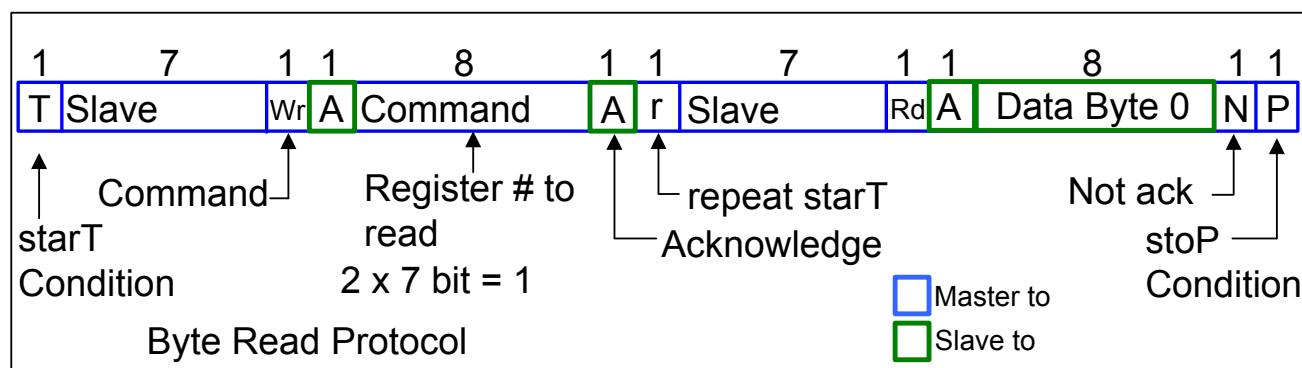 1 7 1 1 8 1 1 7 1 1 8 1 1
T Slave Wr A Command A r Slave Rd A Data Byte 0 N P
Command
Register # to
read
2 x 7 bit = 1
repeat starT
Acknowledge
Not ack
starT
Condition
stoP
Condition
Master to
Slave to
Byte Read Protocol